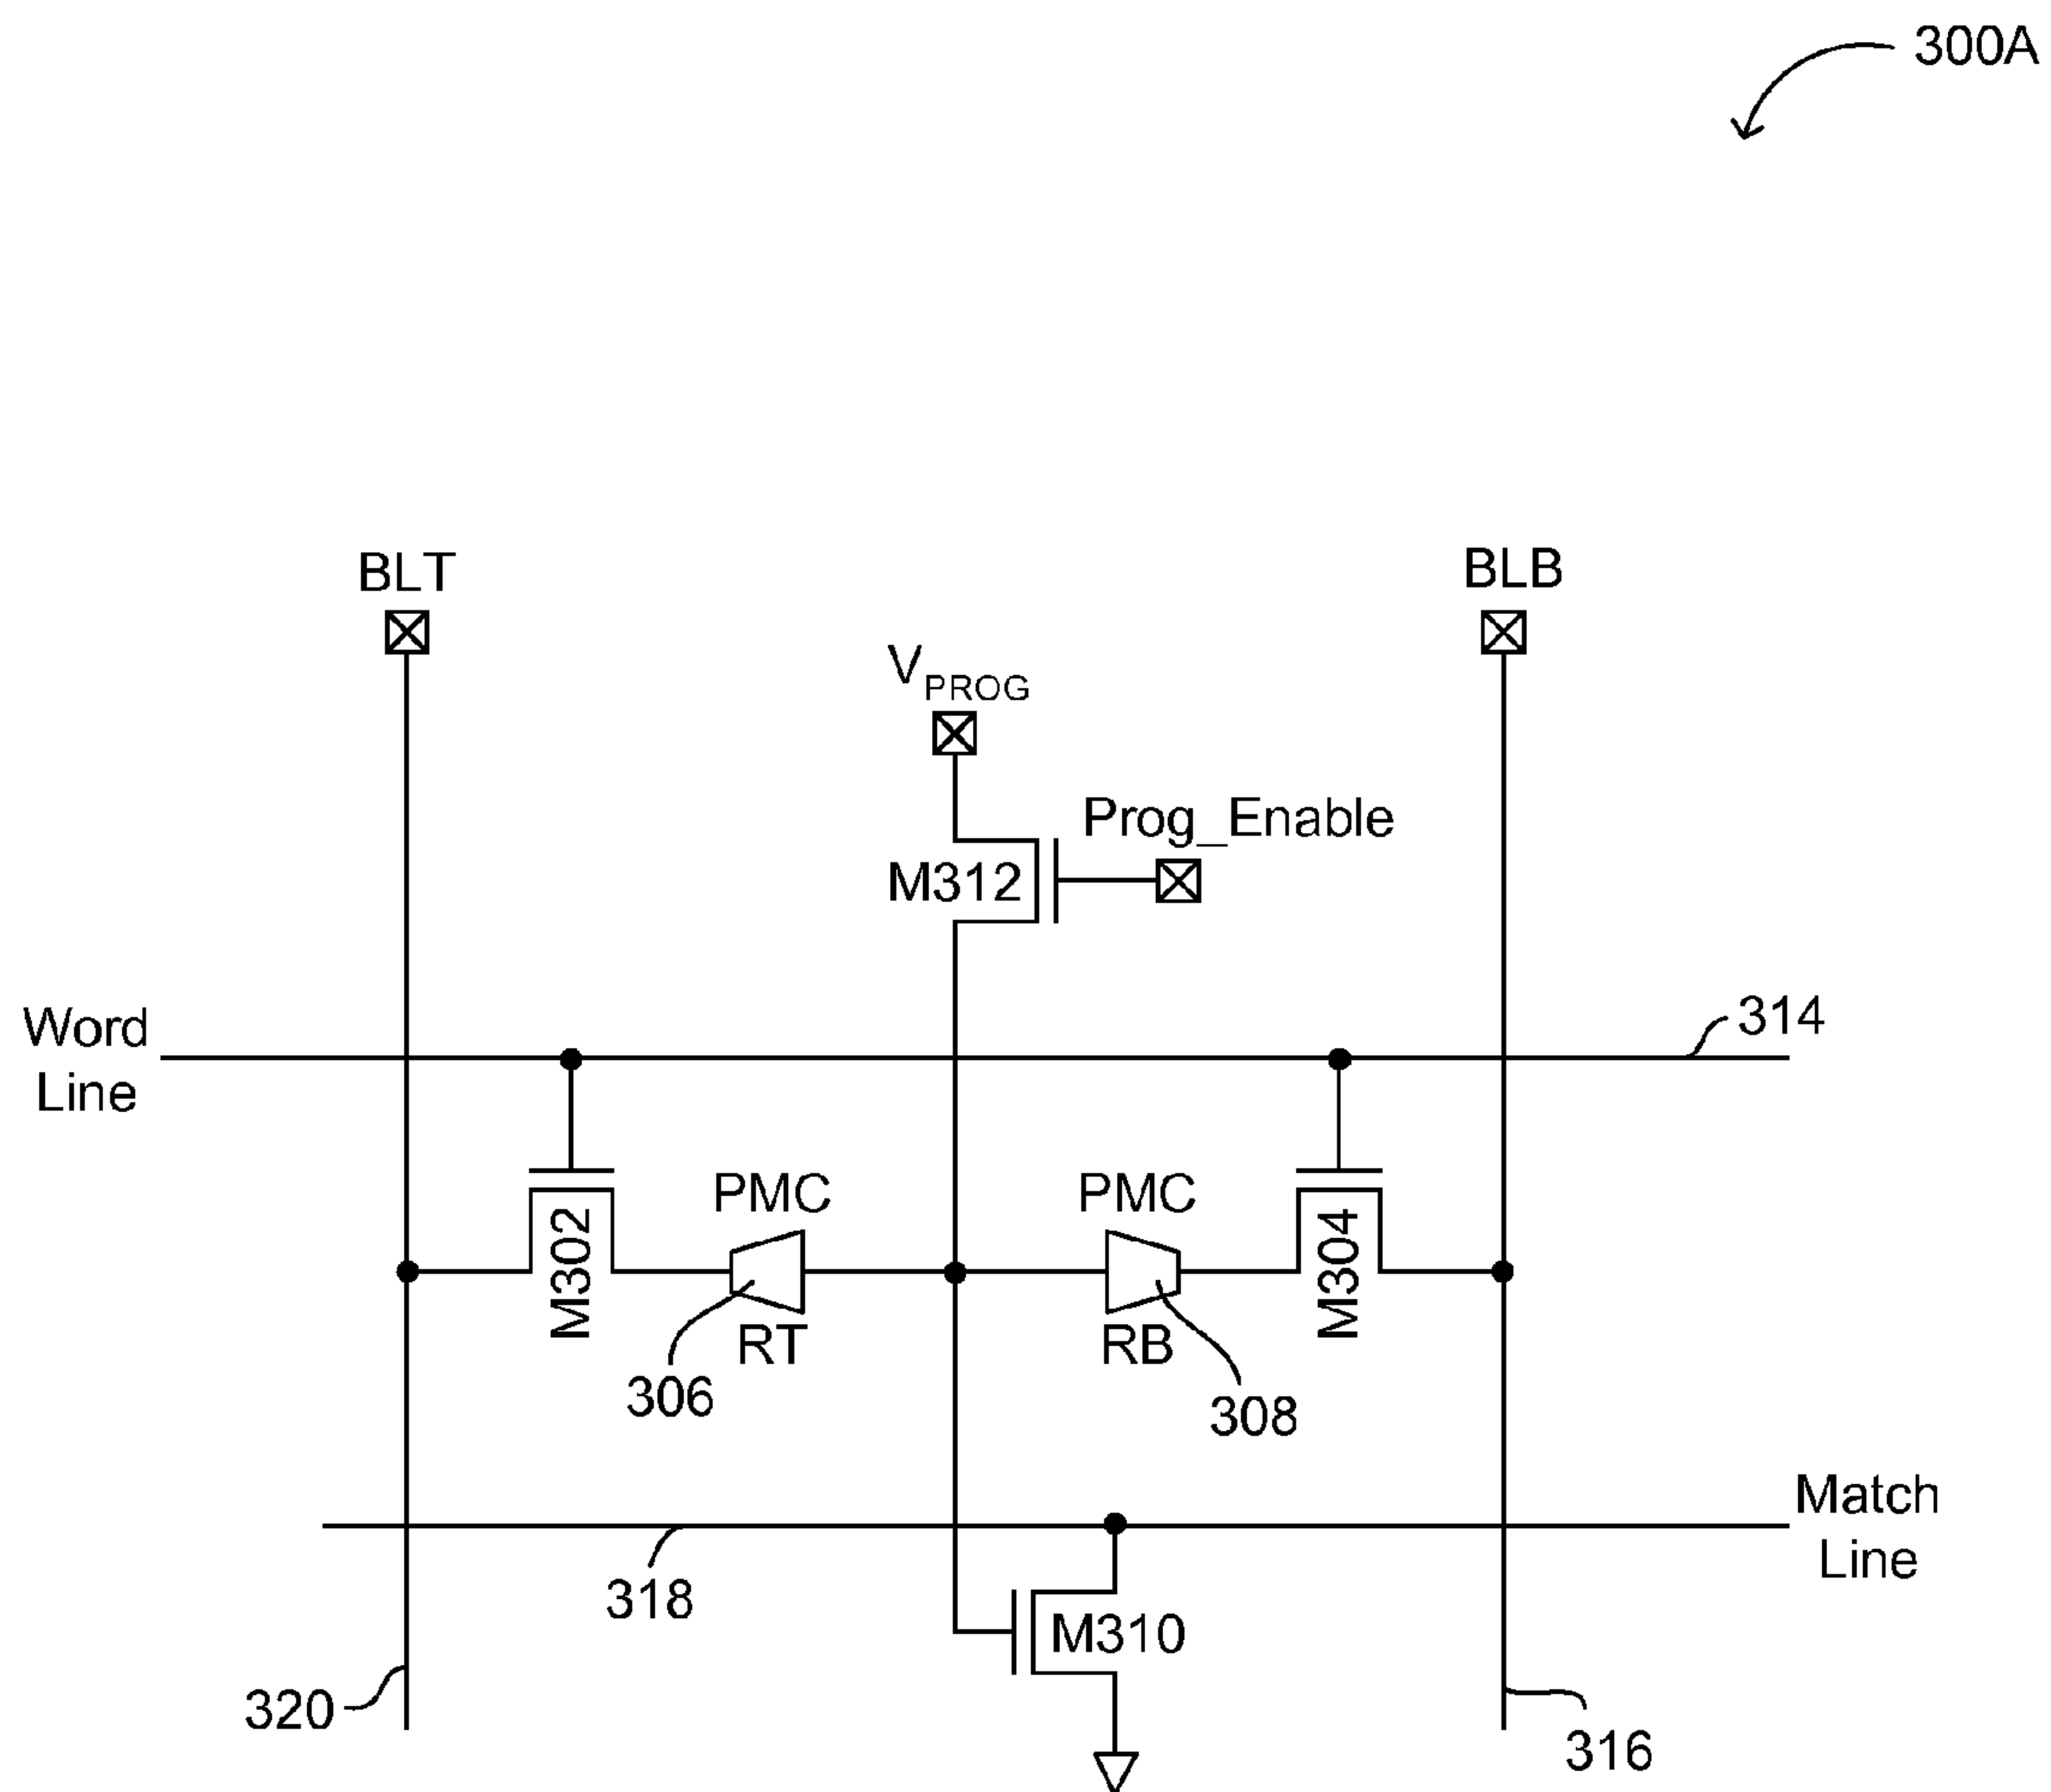 300A
BLT
BLB
VPROG
Prog_Enable
M312
Word
Line
314
PMC
PMC
M302
M304
RT
RB
306
308
Match
Line
318
M310
320
316